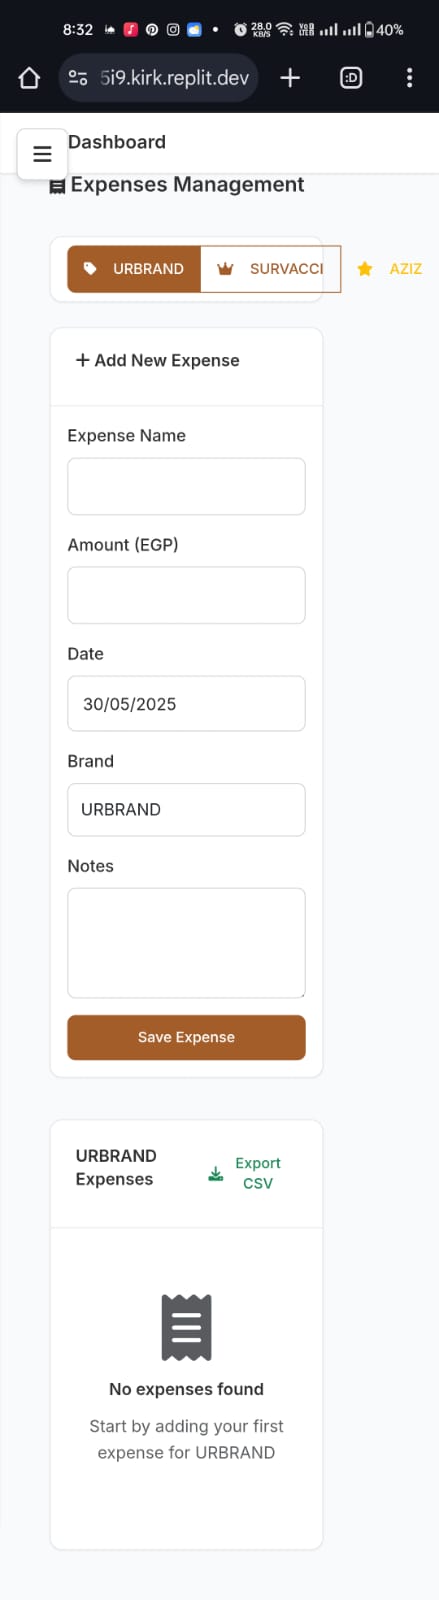 8:32
28.0 KB/S
Vo) LTE2
40%
5i9.kirk.replit.dev
:D
Dashboard
Expenses Management
URBRAND
SURVACCI
AZIZ
Add New Expense
Expense Name
Amount (EGP)
Date
30/05/2025
Brand
URBRAND
Notes
Save Expense
URBRAND
Expenses
Export
CSV
No expenses found
Start by adding your first
expense for URBRAND